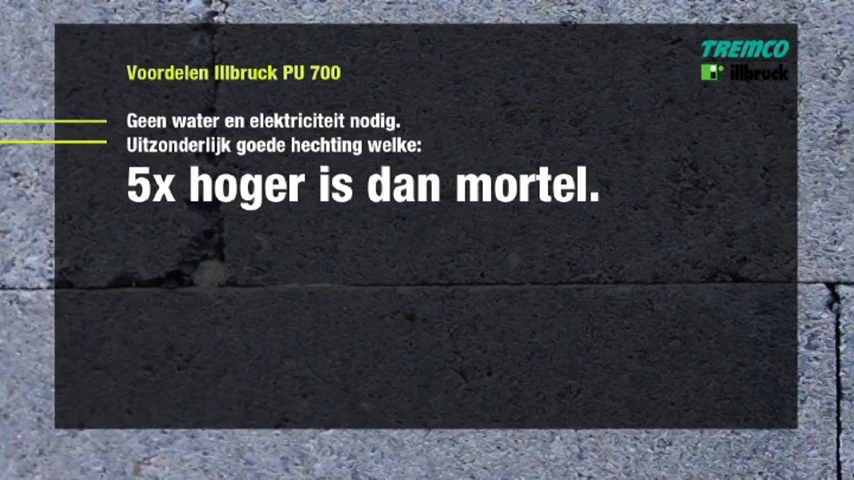 TREMCO
illbruck
Voordelen Illbruck PU 700
Geen water en elektriciteit nodig.
Uitzonderlijk goede hechting welke:
5x hoger is dan mortel.